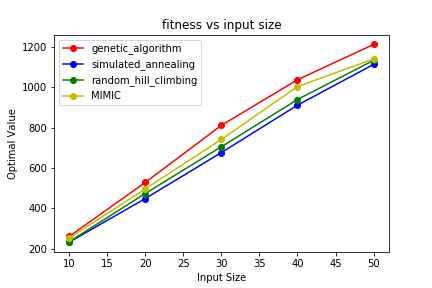 fitness vs input size
genetic_algorithm
simulated_annealing
random_hill_climbing
MIMIC
Optimal Value
1200
1000
800
600
400
200
10 15 20 25 30 35 40 45 50
Input Size